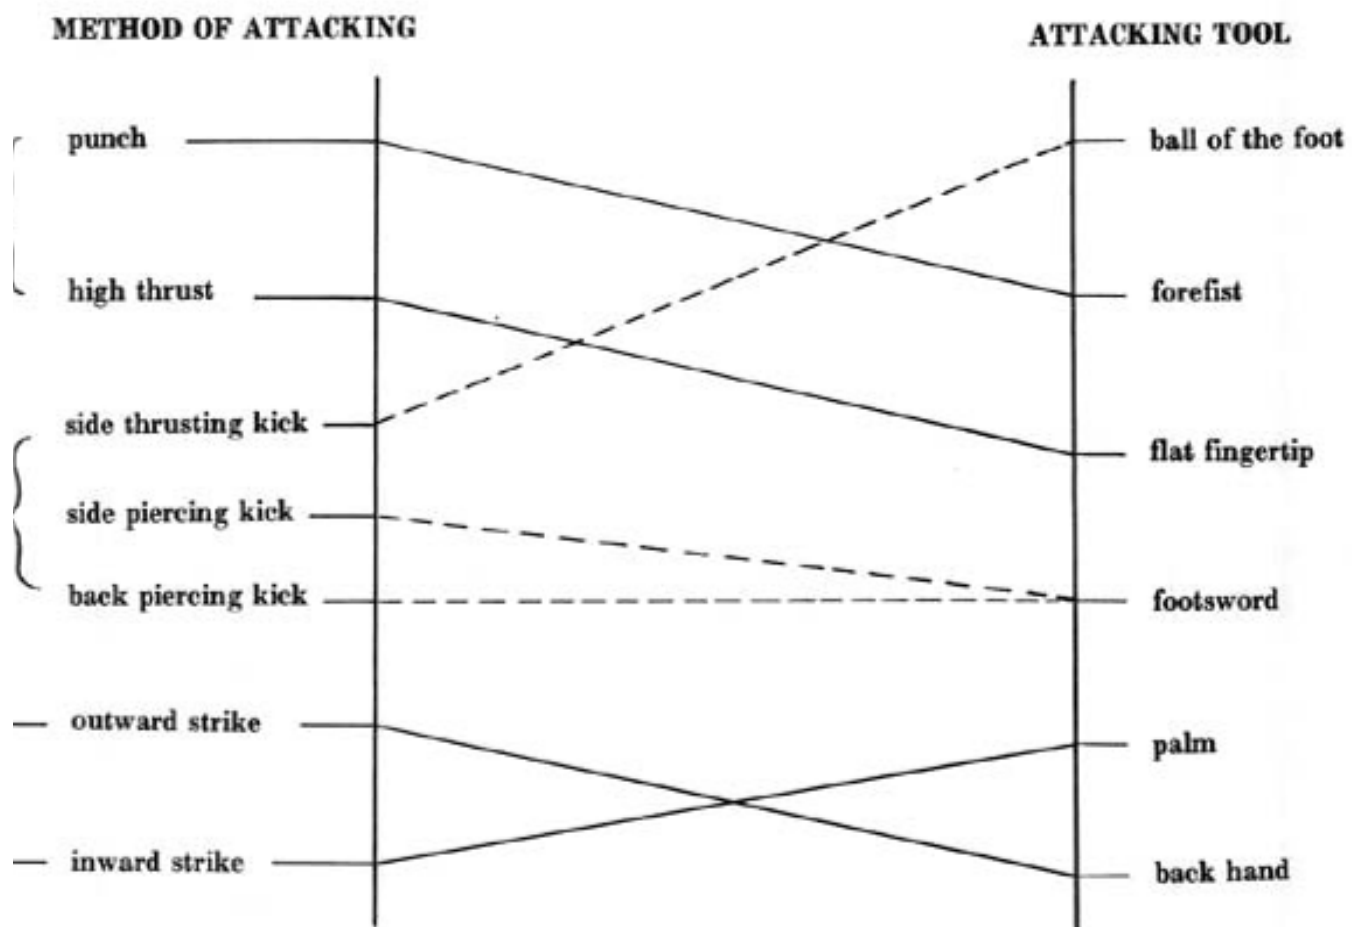 METHOD OF ATTACKING
ATTACKING TOOL
punch
ball of the foot
high thrust
forefist
side thrusting kick
flat fingertip
side piercing kick
back piercing kick
footsword
outward strike
palm
inward strike
back hand